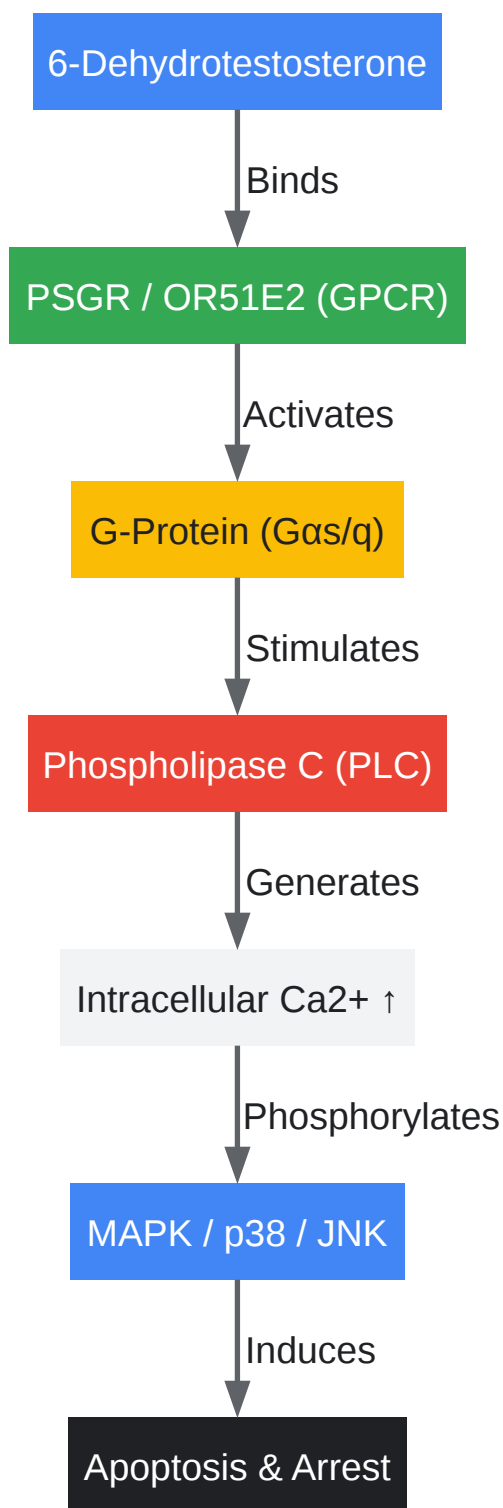 6-Dehydrotestosterone
Binds
PSGR / OR51E2 (GPCR)
Activates
G-Protein (Gαs/q)
Stimulates
Phospholipase C (PLC)
Generates
Intracellular Ca2+ ↑
Phosphorylates
MAPK / p38 / JNK
Induces
Apoptosis & Arrest